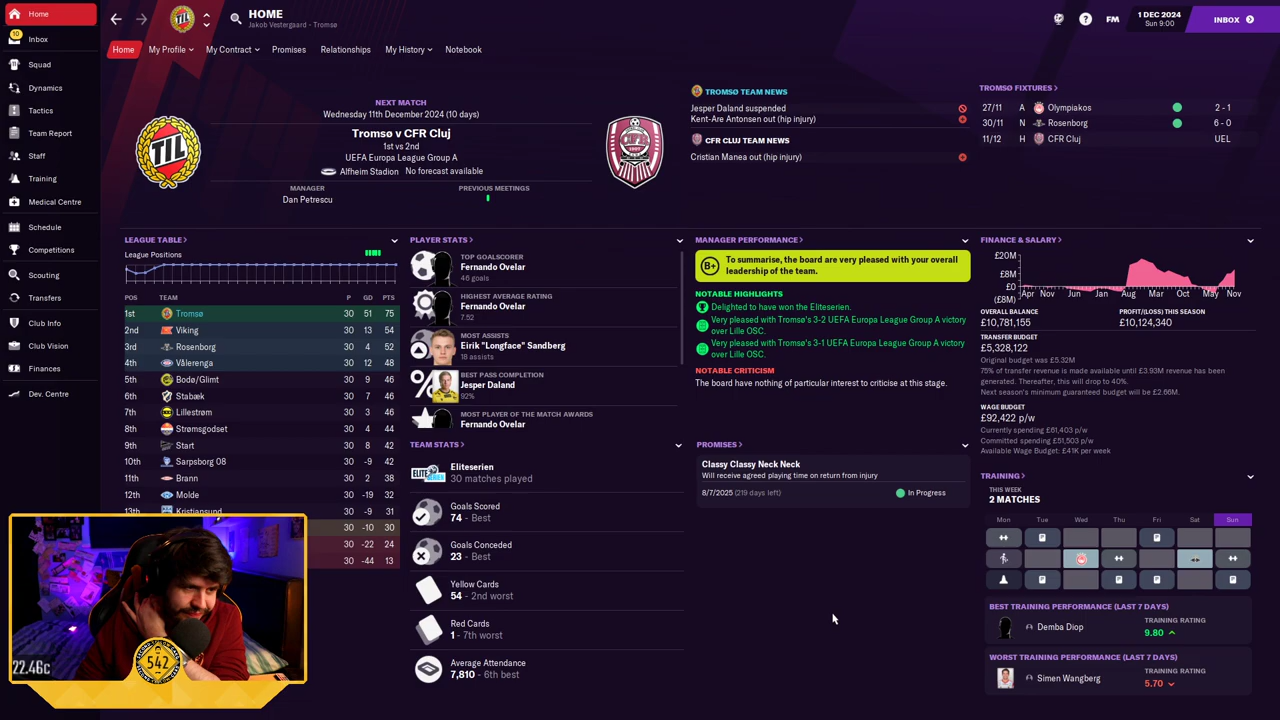 Home
HOME
Jakob Vestergaard - Tromsø
TIL
FM
1 DEC 2024
Sun 9:00
INBOX
10
Inbox
Squad
Dynamics
Tactics
Team Report
Staff
Training
Medical Centre
Schedule
Competitions
Scouting
Transfers
Club Info
Club Vision
Finances
Dev. Centre
Home
My Profile
My Contract
Promises
Relationships
My History
Notebook
NEXT MATCH
Wednesday 11th December 2024 (10 days)
Tromsø v CFR Cluj
1st vs 2nd
UEFA Europa League Group A
Alfheim Stadion No forecast available
MANAGER
Dan Petrescu
PREVIOUS MEETINGS
TIL
TROMSØ TEAM NEWS
Jesper Daland suspended
Kent-Are Antonsen out (hip injury)
CFR CLUJ TEAM NEWS
Cristian Manea out (hip injury)
TROMSØ FIXTURES
27/11 A Olympiakos 2 - 1
30/11 N Rosenborg 6 - 0
11/12 H CFR Cluj UEL
LEAGUE TABLE
League Positions
POS TEAM P GD PTS
1st Tromsø 30 51 75
2nd Viking 30 13 54
3rd Rosenborg 30 4 52
4th Vålerenga 30 12 48
5th Bodø/Glimt 30 9 46
6th Stabæk 30 7 46
7th Lillestrøm 30 3 46
8th Strømsgodset 30 4 44
9th Start 30 8 42
10th Sarpsborg 08 30 -9 42
11th Brann 30 2 38
12th Molde 30 -19 32
13th Kristiansund 30 -9 31
30 -10 30
30 -22 24
30 -44 13
PLAYER STATS
TOP GOALSCORER
Fernando Ovelar
46 goals
HIGHEST AVERAGE RATING
Fernando Ovelar
7.52
MOST ASSISTS
Eirik "Longface" Sandberg
18 assists
BEST PASS COMPLETION
Jesper Daland
92%
MOST PLAYER OF THE MATCH AWARDS
Fernando Ovelar
TEAM STATS
ELITE SERIEN
Eliteserien
30 matches played
Goals Scored
74 - Best
Goals Conceded
23 - Best
Yellow Cards
54 - 2nd worst
Red Cards
1 - 7th worst
Average Attendance
7,810 - 6th best
MANAGER PERFORMANCE
B+
To summarise, the board are very pleased with your overall
leadership of the team.
NOTABLE HIGHLIGHTS
Delighted to have won the Eliteserien.
Very pleased with Tromsø's 3-2 UEFA Europa League Group A victory
over Lille OSC.
Very pleased with Tromsø's 3-1 UEFA Europa League Group A victory
over Lille OSC.
NOTABLE CRITICISM
The board have nothing of particular interest to criticise at this stage.
PROMISES
Classy Classy Neck Neck
Will receive agreed playing time on return from injury
8/7/2025 (219 days left) In Progress
FINANCE & SALARY
£20M
£8M
£0
(£8M)
Apr Nov Jun Jan Aug Mar Oct May Nov
OVERALL BALANCE
£10,781,155
PROFIT/(LOSS) THIS SEASON
£10,124,340
TRANSFER BUDGET
£5,328,122
Original budget was £5.32M
75% of transfer revenue is made available until £3.93M revenue has been
generated. Thereafter, this will drop to 40%.
Next season's minimum guaranteed budget will be £2.66M.
WAGE BUDGET
£92,422 p/w
Currently spending £61,403 p/w
Committed spending £51,503 p/w
Available Wage Budget: £41K per week
TRAINING
THIS WEEK
2 MATCHES
Mon Tue Wed Thu Fri Sat Sun
BEST TRAINING PERFORMANCE (LAST 7 DAYS)
Demba Diop
TRAINING RATING
9.80
WORST TRAINING PERFORMANCE (LAST 7 DAYS)
Simen Wangberg
TRAINING RATING
5.70
22.46c
542